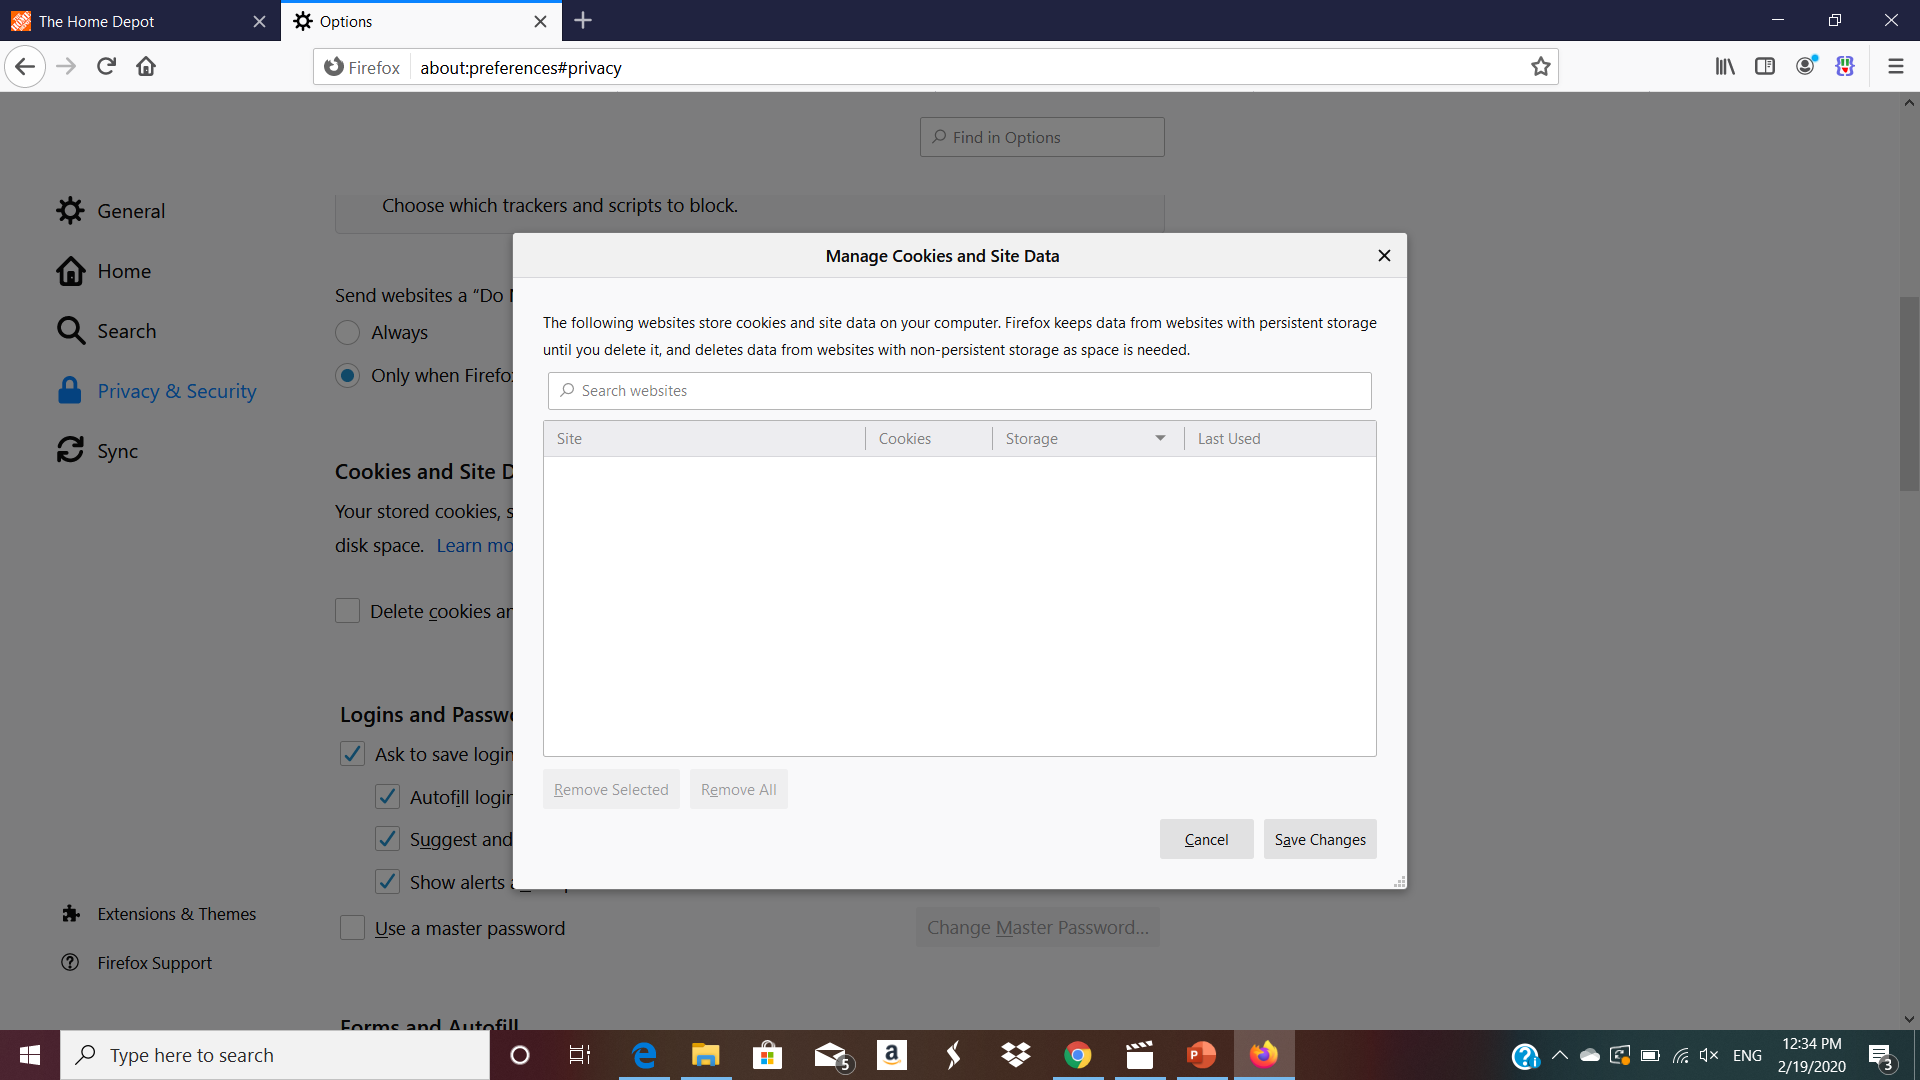 The Home Depot
Options
Firefox
about:preferences#privacy
Find in Options
General
Home
Search
Privacy & Security
Sync
Extensions & Themes
Firefox Support
Choose which trackers and scripts to block.
Send websites a “Do
Always
Only when Firefo
Cookies and Site D
Your stored cookies, s
disk space. Learn mo
Delete cookies an
Logins and Passw
Ask to save login
Autofill login
Suggest and
Show alerts
Use a master password
Change Master Password...
Forms and Autofill
Manage Cookies and Site Data
The following websites store cookies and site data on your computer. Firefox keeps data from websites with persistent storage
until you delete it, and deletes data from websites with non-persistent storage as space is needed.
Search websites
Site Cookies Storage Last Used
Remove Selected Remove All
Cancel Save Changes
Type here to search
5
ENG
12:34 PM
2/19/2020
3